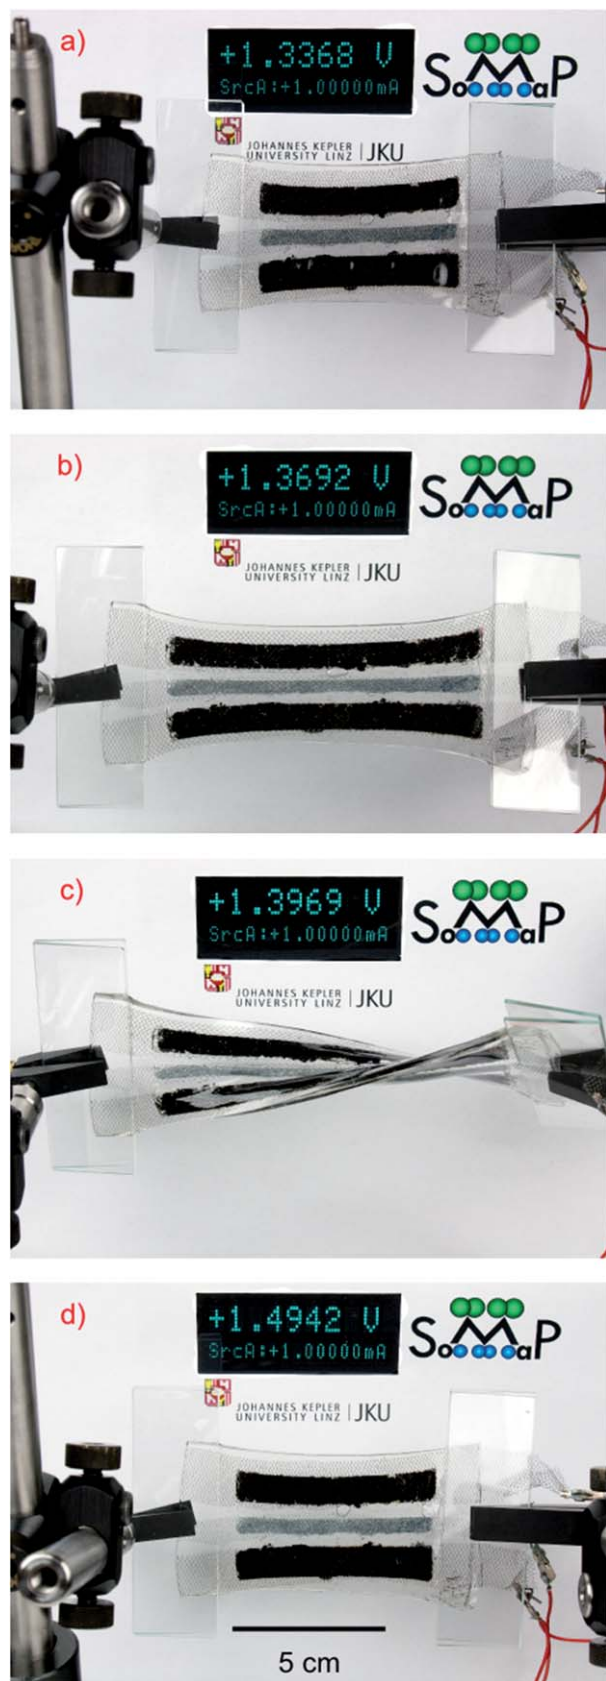 a)
+1.3368 V
SrcA:+1.00000mA
SoMaP
JOHANNES KEPLER
UNIVERSITY LINZ | JKU
b)
+1.3692 V
SrcA:+1.00000mA
SoMaP
JOHANNES KEPLER
UNIVERSITY LINZ | JKU
c)
+1.3969 V
SrcA:+1.00000mA
SoMaP
JOHANNES KEPLER
UNIVERSITY LINZ | JKU
d)
+1.4942 V
SrcA:+1.00000mA
SoMaP
JOHANNES KEPLER
UNIVERSITY LINZ | JKU
5 cm